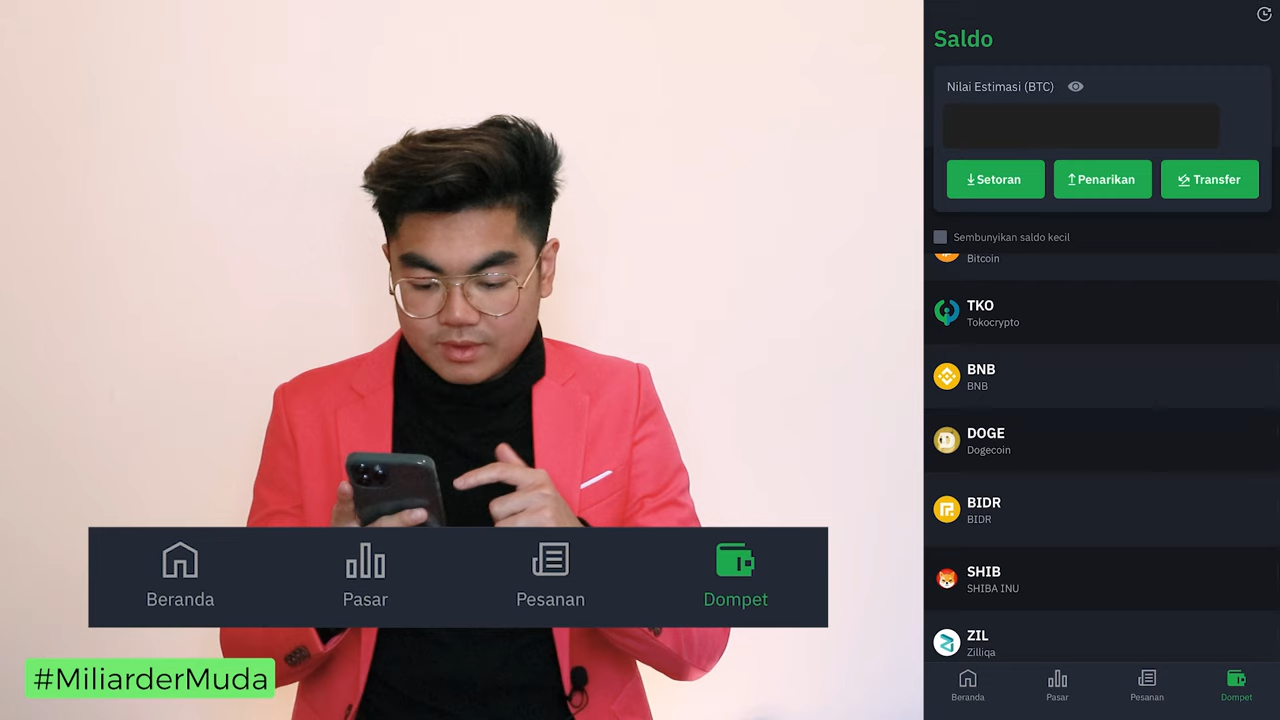 Saldo
Nilai Estimasi (BTC)
Setoran
Penarikan
Transfer
Sembunyikan saldo kecil
Bitcoin
TKO
Tokocrypto
BNB
BNB
DOGE
Dogecoin
BIDR
BIDR
SHIB
SHIBA INU
ZIL
Zilliqa
Beranda
Pasar
Pesanan
Dompet
Beranda
Pasar
Pesanan
Dompet
#MiliarderMuda